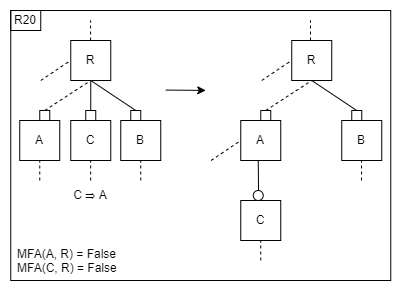 R20
R
R
A
C
B
A
B
C ⇒ A
C
MFA(A, R) = False
MFA(C, R) = False